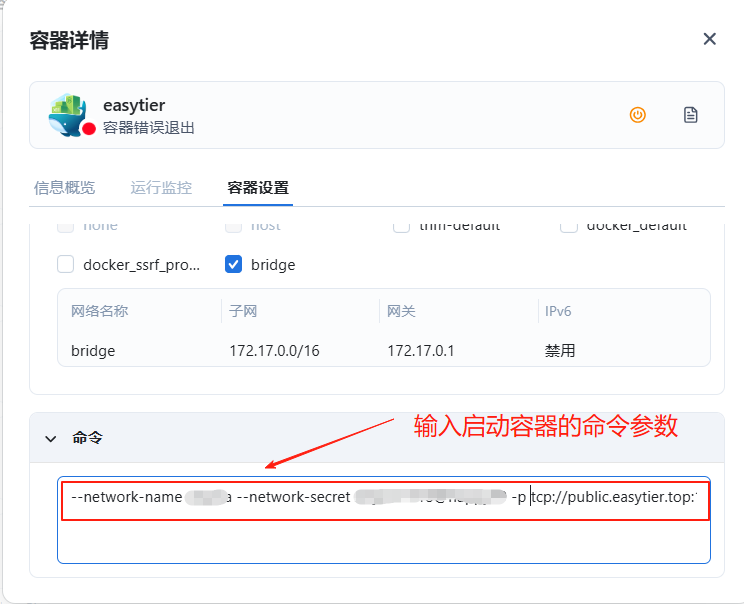 容器详情
easytier
容器错误退出
信息概览 运行监控 容器设置
none host trim-default docker_default
docker_ssrf_pro... bridge
网络名称 子网 网关 IPv6
bridge 172.17.0.0/16 172.17.0.1 禁用
输入启动容器的命令参数
命令
--network-name a --network-secret -p tcp://public.easytier.top: